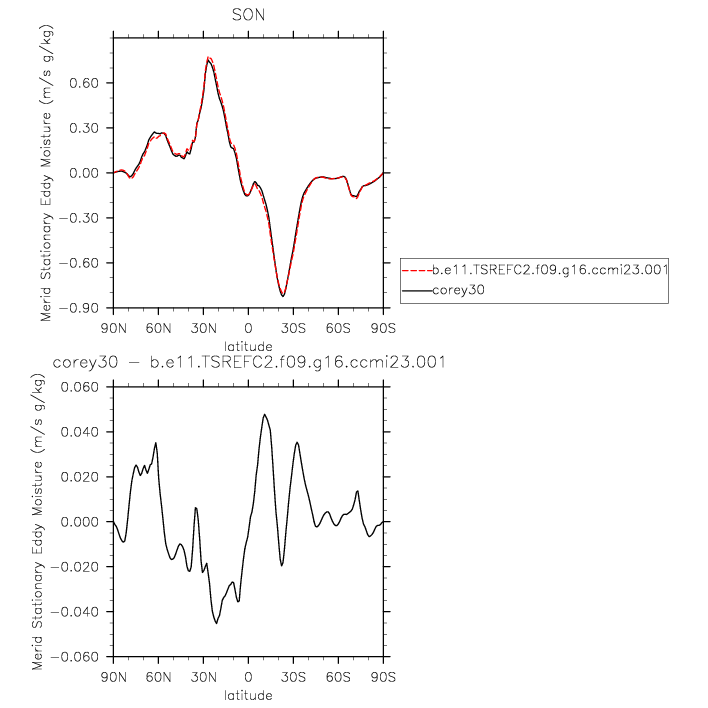 SON
Merid Stationary Eddy Moisture (m/s g/kg)
0.60
0.30
0.00
−0.30
−0.60
−0.90
90N 60N 30N 0 30S 60S 90S
latitude
b.e11.TSREFC2.f09.g16.ccmi23.001
corey30
corey30 − b.e11.TSREFC2.f09.g16.ccmi23.001
Merid Stationary Eddy Moisture (m/s g/kg)
0.060
0.040
0.020
0.000
−0.020
−0.040
−0.060
90N 60N 30N 0 30S 60S 90S
latitude